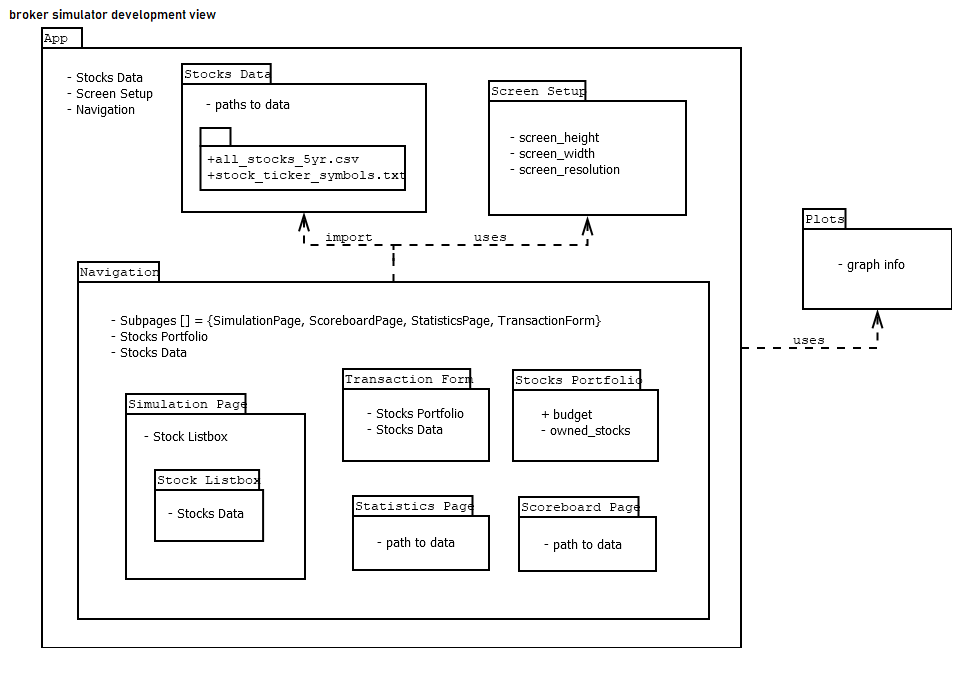 broker simulator development view
App
- Stocks Data
- Screen Setup
- Navigation
Stocks Data
- paths to data
+all_stocks_5yr.csv
+stock_ticker_symbols.txt
Screen Setup
- screen_height
- screen_width
- screen_resolution
import
uses
Plots
- graph info
uses
Navigation
- Subpages [] = {SimulationPage, ScoreboardPage, StatisticsPage, TransactionForm}
- Stocks Portfolio
- Stocks Data
Simulation Page
- Stock Listbox
Stock Listbox
- Stocks Data
Transaction Form
- Stocks Portfolio
- Stocks Data
Stocks Portfolio
+ budget
- owned_stocks
Statistics Page
- path to data
Scoreboard Page
- path to data